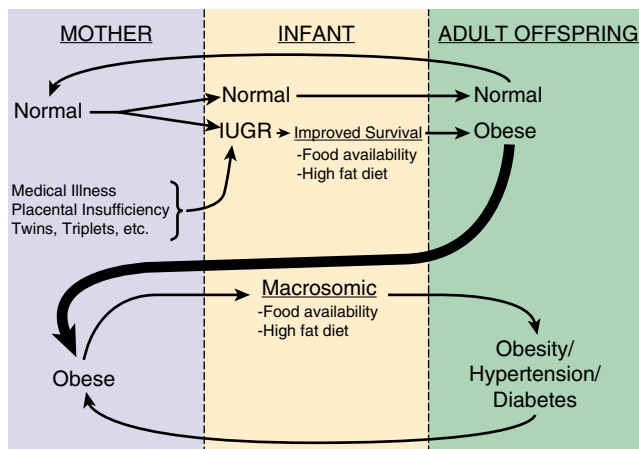 MOTHER
INFANT
ADULT OFFSPRING
Normal
Normal
Normal
IUGR
Improved Survival
-Food availability
-High fat diet
Obese
Medical Illness
Placental Insufficiency
Twins, Triplets, etc.
Macrosomic
-Food availability
-High fat diet
Obese
Obesity/
Hypertension/
Diabetes